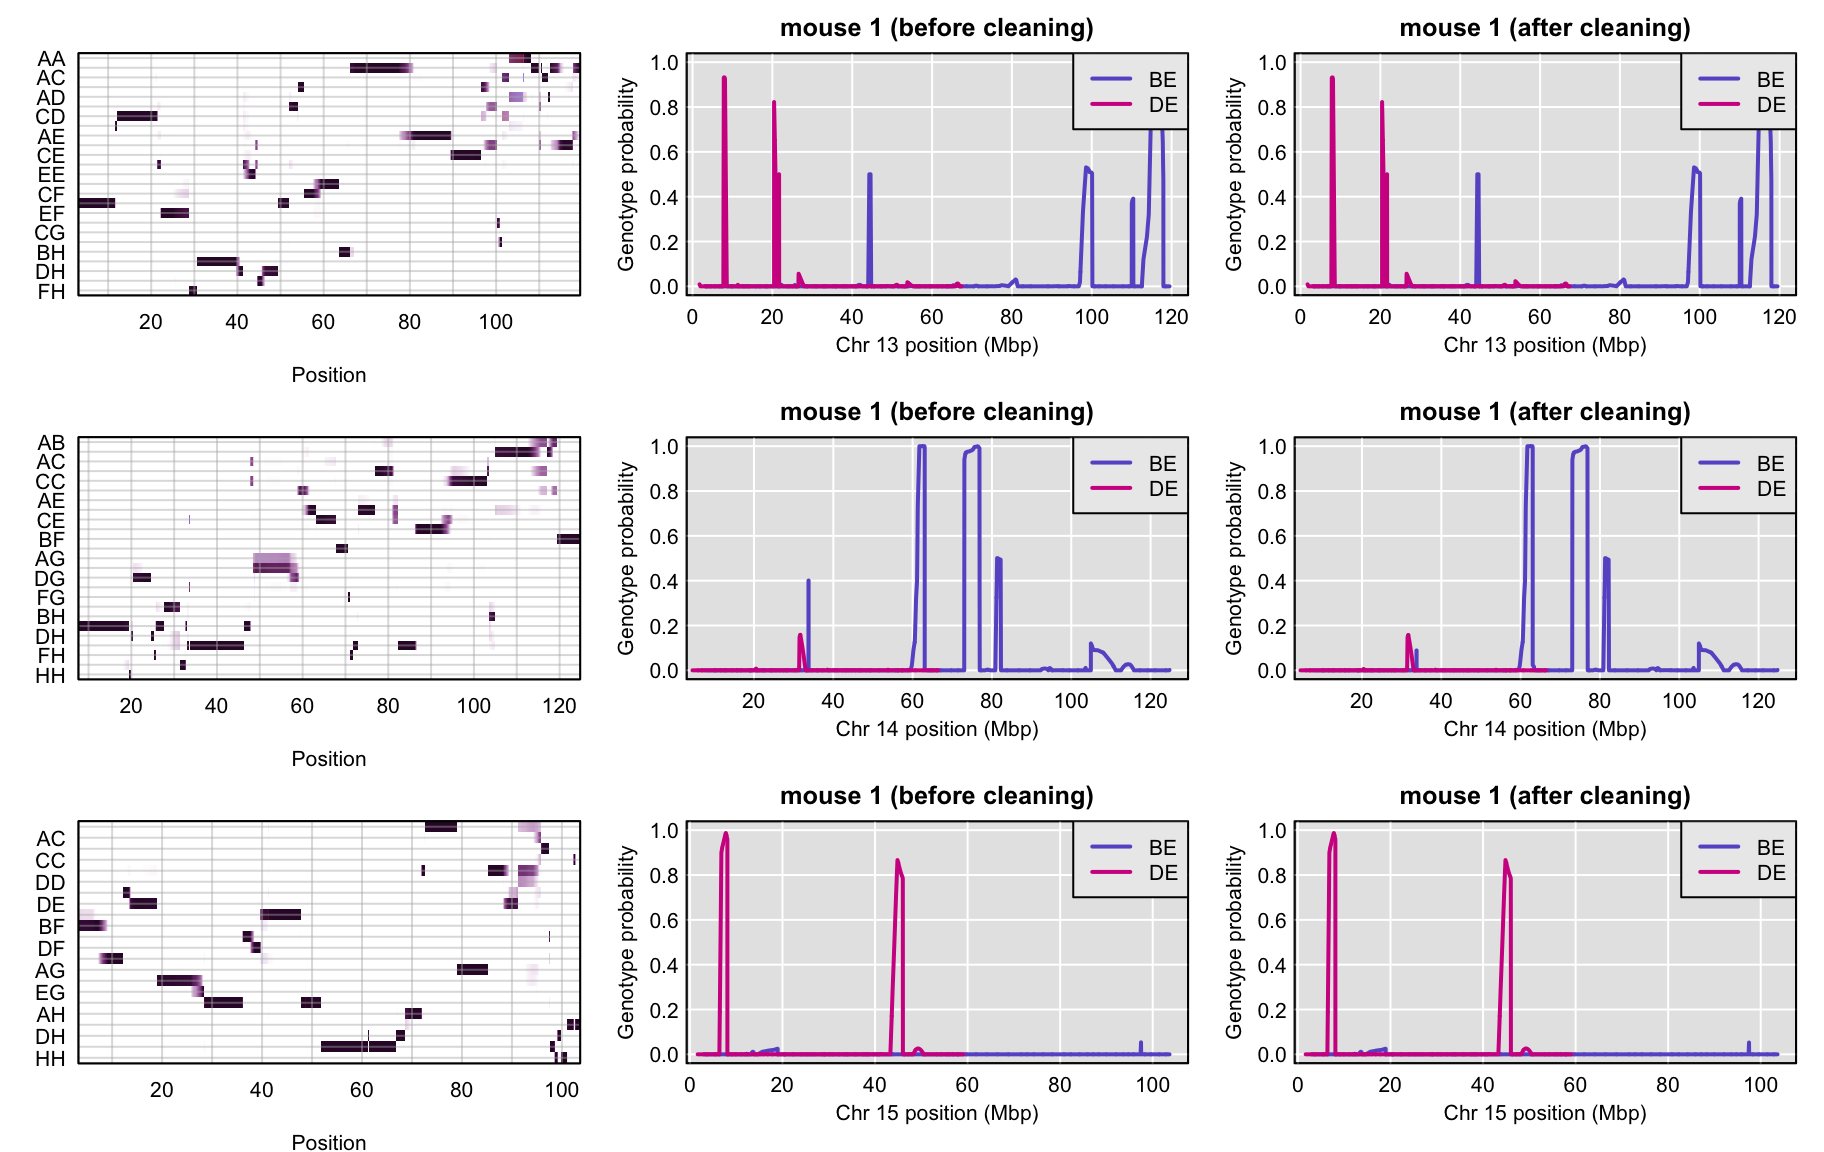 AA
AC
AD
CD
AE
CE
EE
CF
EF
CG
BH
DH
FH
20 40 60 80 100
Position
mouse 1 (before cleaning)
Genotype probability
1.0
0.8
0.6
0.4
0.2
0.0
BE
DE
0 20 40 60 80 100 120
Chr 13 position (Mbp)
mouse 1 (after cleaning)
Genotype probability
1.0
0.8
0.6
0.4
0.2
0.0
BE
DE
0 20 40 60 80 100 120
Chr 13 position (Mbp)
AB
AC
CC
AE
CE
BF
AG
DG
FG
BH
DH
FH
HH
20 40 60 80 100 120
Position
mouse 1 (before cleaning)
Genotype probability
1.0
0.8
0.6
0.4
0.2
0.0
BE
DE
20 40 60 80 100 120
Chr 14 position (Mbp)
mouse 1 (after cleaning)
Genotype probability
1.0
0.8
0.6
0.4
0.2
0.0
BE
DE
20 40 60 80 100 120
Chr 14 position (Mbp)
AC
CC
DD
DE
BF
DF
AG
EG
AH
DH
HH
20 40 60 80 100
Position
mouse 1 (before cleaning)
Genotype probability
1.0
0.8
0.6
0.4
0.2
0.0
BE
DE
0 20 40 60 80 100
Chr 15 position (Mbp)
mouse 1 (after cleaning)
Genotype probability
1.0
0.8
0.6
0.4
0.2
0.0
BE
DE
0 20 40 60 80 100
Chr 15 position (Mbp)